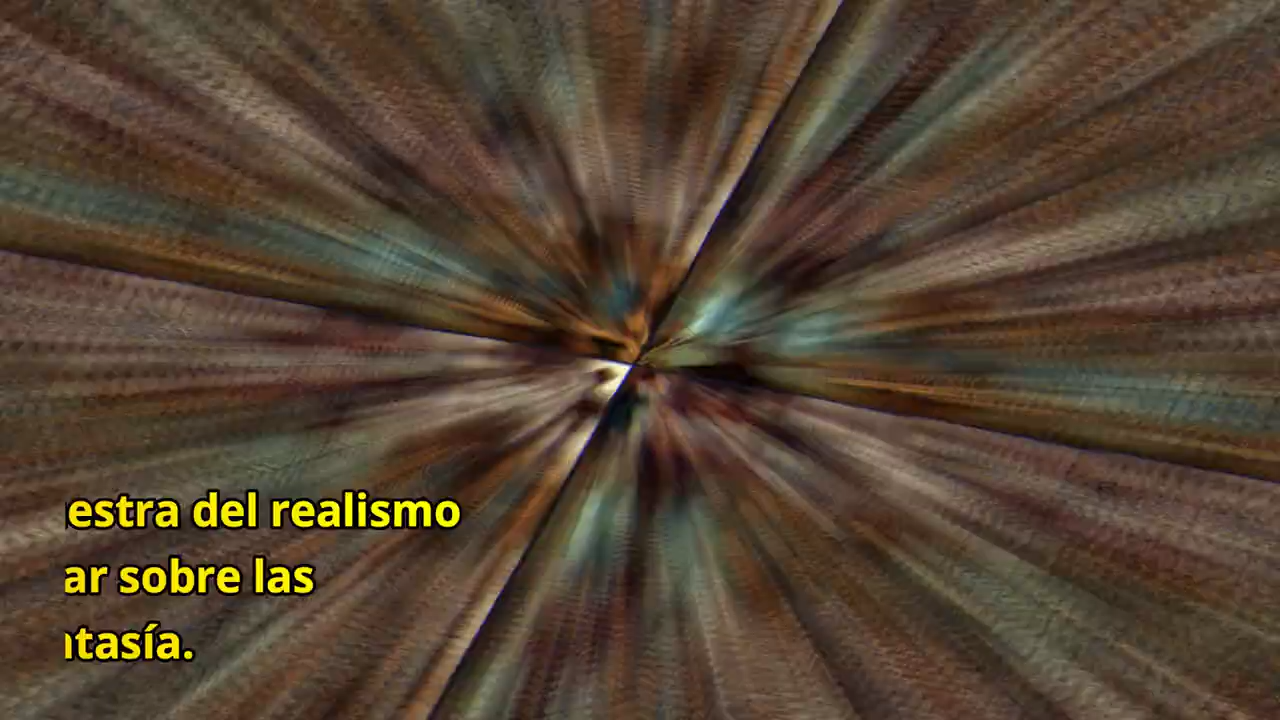 estra del realismo
ar sobre las
ntasía.